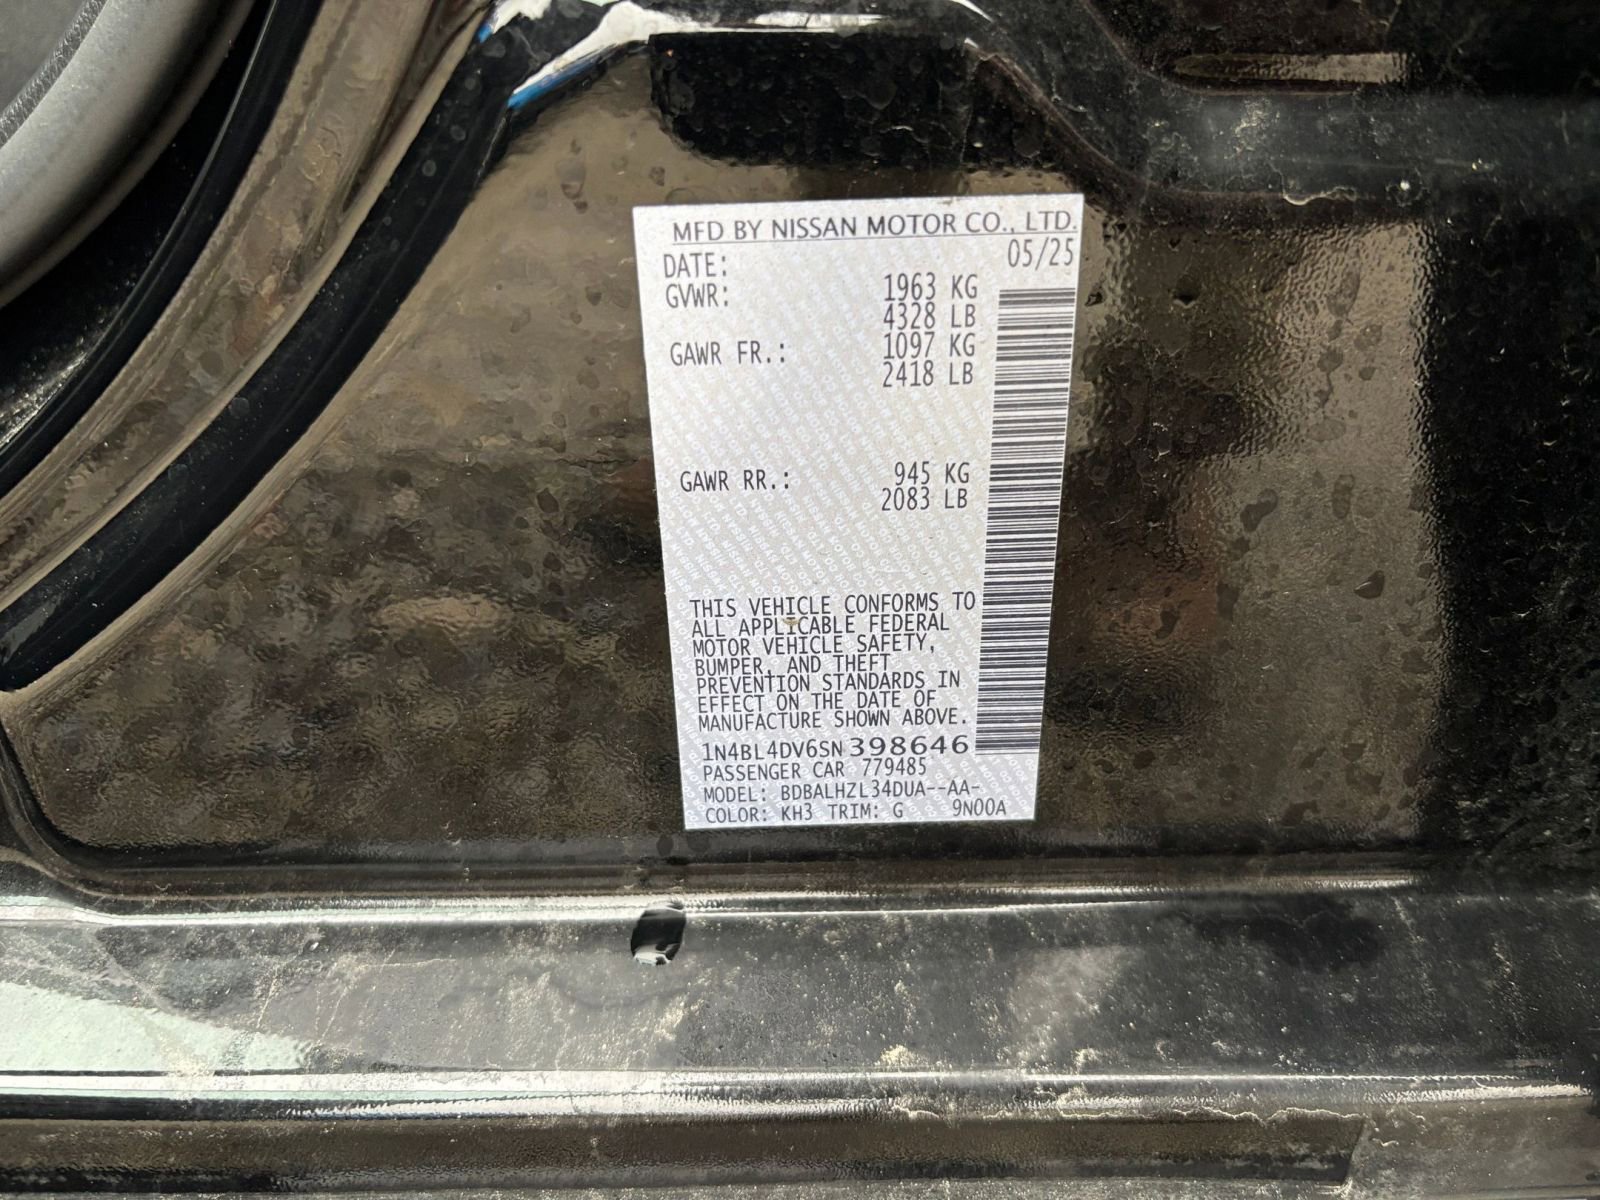 MFD BY NISSAN MOTOR CO., LTD.
DATE: 05/25
GVWR: 1963 KG
4328 LB
GAWR FR.: 1097 KG
2418 LB
GAWR RR.: 945 KG
2083 LB
THIS VEHICLE CONFORMS TO
ALL APPLICABLE FEDERAL
MOTOR VEHICLE SAFETY,
BUMPER, AND THEFT
PREVENTION STANDARDS IN
EFFECT ON THE DATE OF
MANUFACTURE SHOWN ABOVE.
1N4BL4DV6SN398646
PASSENGER CAR 779485
MODEL: BDBALHZL34DUA--AA-
COLOR: KH3 TRIM: G 9N00A